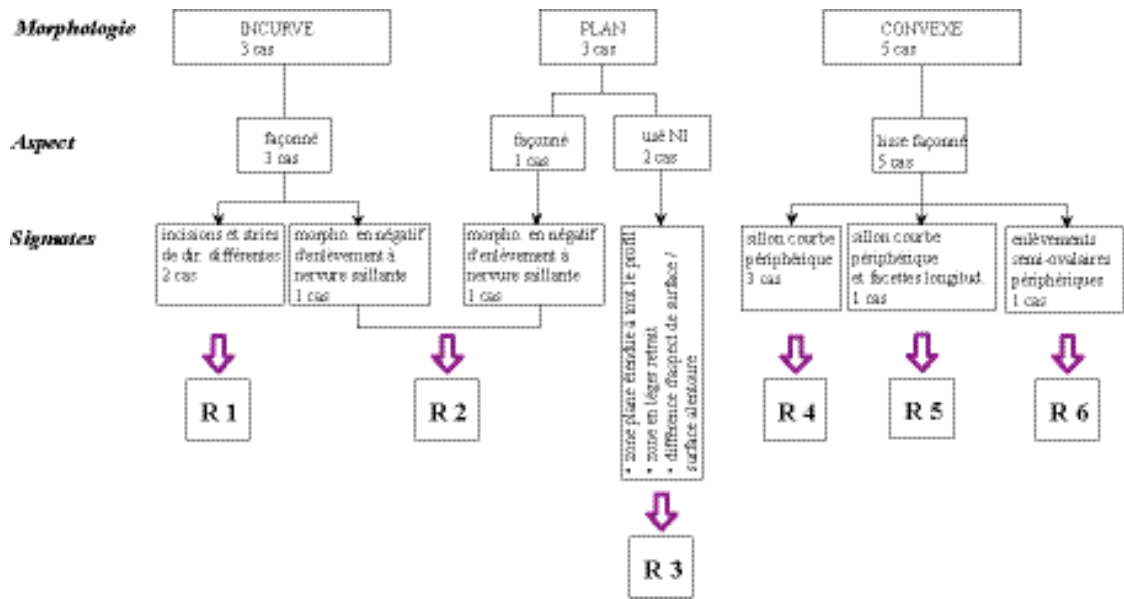 Morphologie
INCURVE
3 cas
PLAN
3 cas
CONVEXE
5 cas
Aspect
façonné
3 cas
façonné
1 cas
usé NI
2 cas
lisse façonné
5 cas
Sigmates
incisions et stries
de dir. différentes
2 cas
morpho. en négatif
d'enlèvement à
nervure saillante
1 cas
morpho. en négatif
d'enlèvement à
nervure saillante
1 cas
• zone plane étendue à tout le profil
• zone en léger retrait
• différence d'aspect de surface /
surface alentoure
sillon courbe
périphérique
3 cas
sillon courbe
périphérique
et facettes longitud.
1 cas
enlèvements
semi-ovalaires
périphériques
1 cas
R 1
R 2
R 3
R 4
R 5
R 6